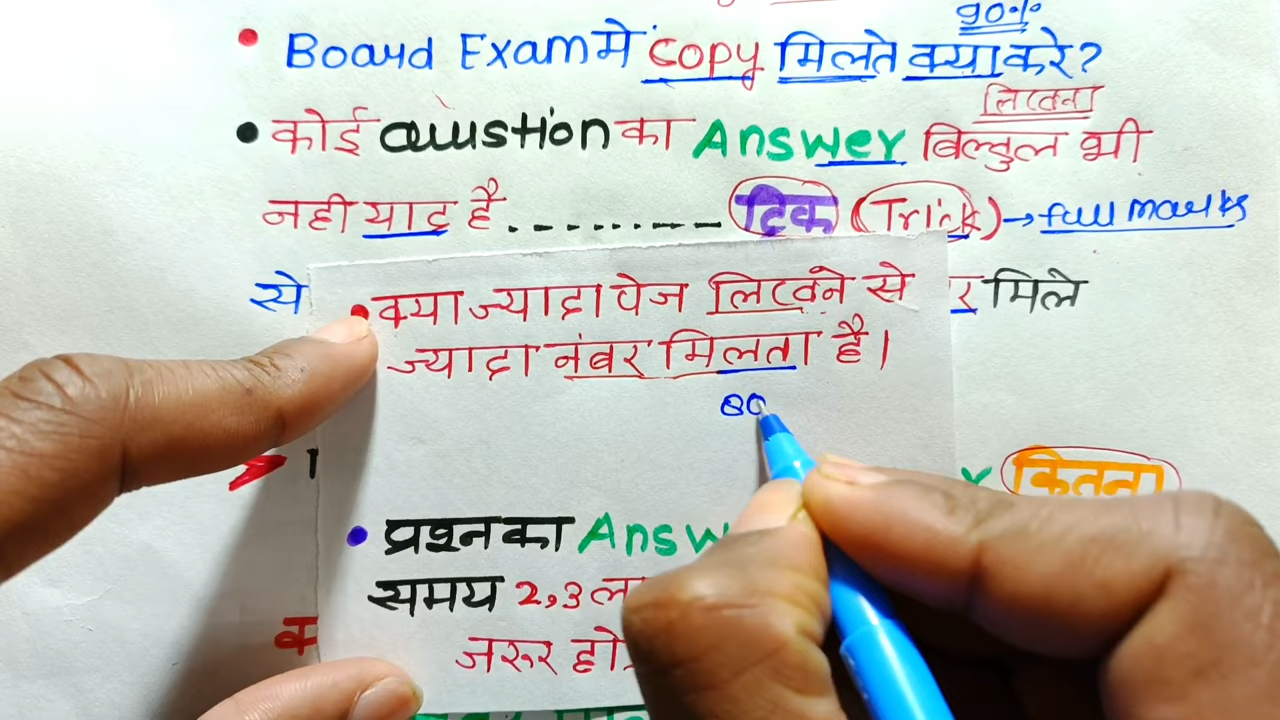 90%
• Board Exam मे copy मिलते क्या करे?
लिखना
• कोई Quustion का Answer बिल्कुल भी
नही याद है ......... ट्रिक (Trick) → full marks
से र मिले
• क्या ज्यादा पेज लिखने से
ज्यादा नंबर मिलता है।
80
कितना
• प्रश्न का Answ
समय 2,3 ला
जरुर हो